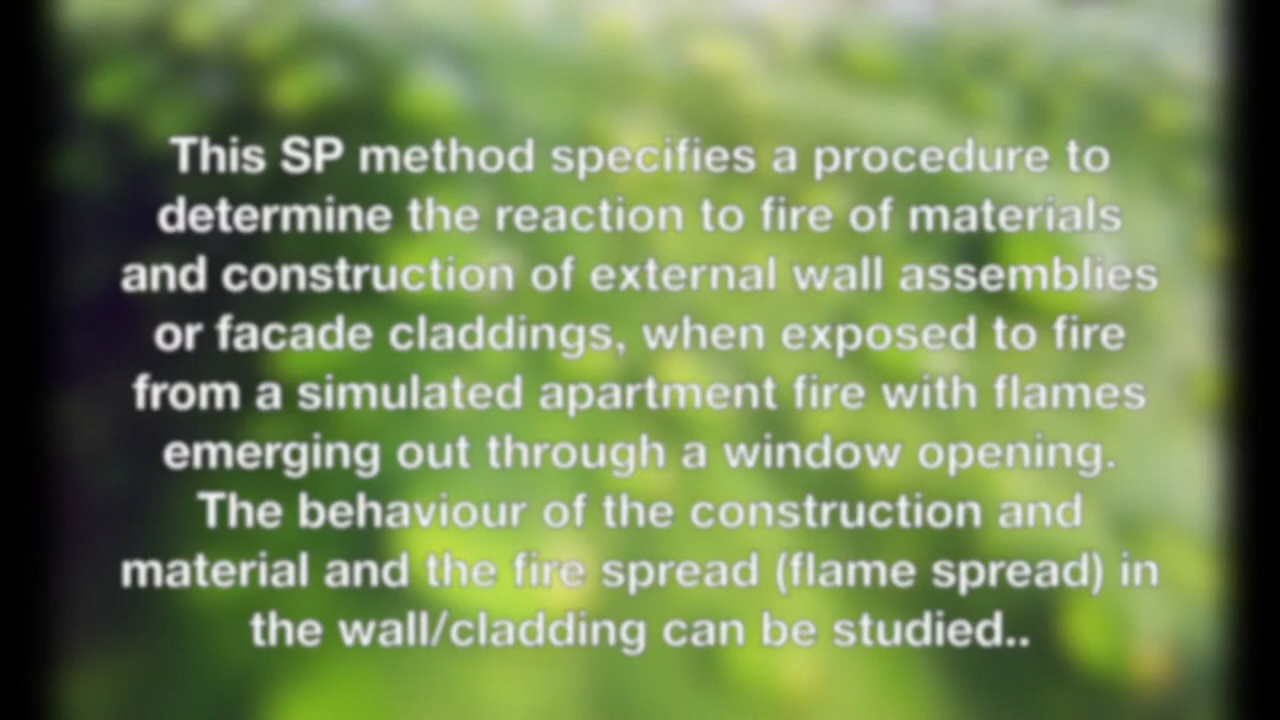 This SP method specifies a procedure to
determine the reaction to fire of materials
and construction of external wall assemblies
or facade claddings, when exposed to fire
from a simulated apartment fire with flames
emerging out through a window opening.
The behaviour of the construction and
material and the fire spread (flame spread) in
the wall/cladding can be studied..